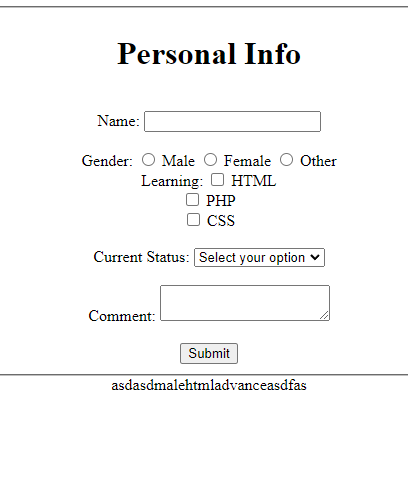 Personal Info
Name:
Gender: Male Female Other
Learning: HTML
PHP
CSS
Current Status: Select your option
Comment:
Submit
asdasdmalehtmladvanceasdfas